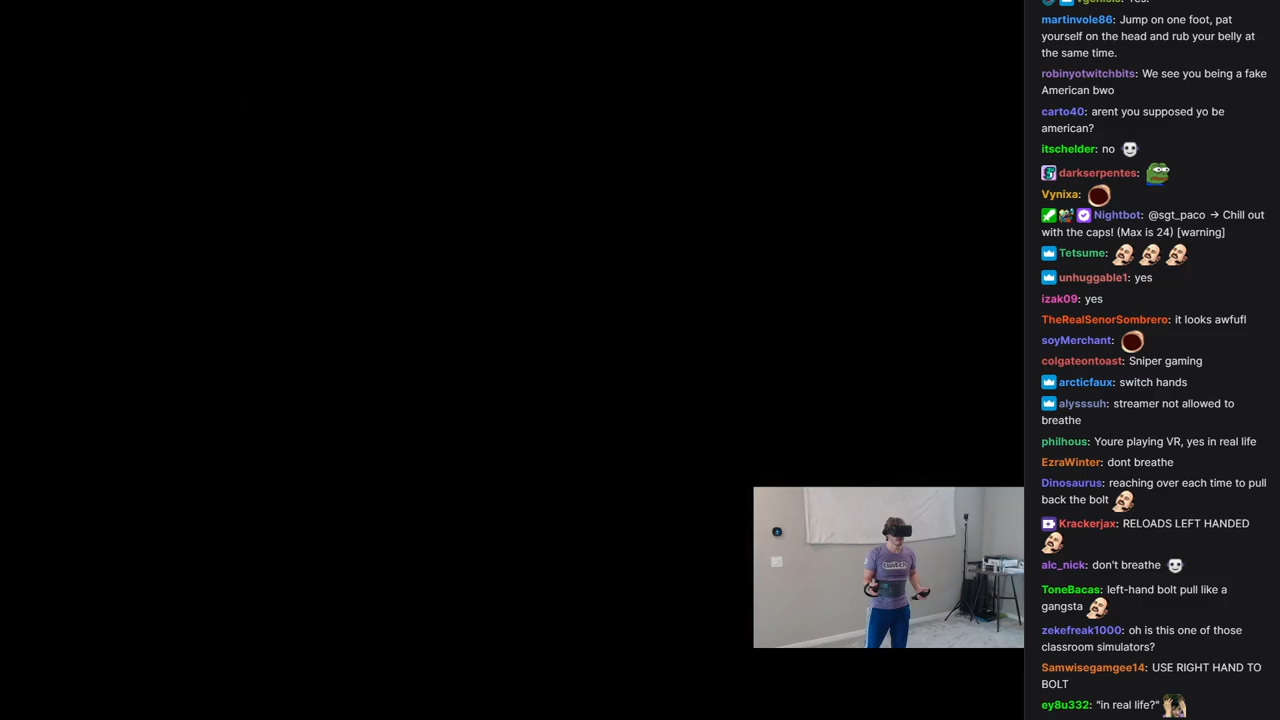 Yes.
martinvole86: Jump on one foot, pat
yourself on the head and rub your belly at
the same time.
robinyotwitchbits: We see you being a fake
American bwo
carto40: arent you supposed yo be
american?
itschelder: no
darkserpentes:
Vynixa:
Nightbot: @sgt_paco → Chill out
with the caps! (Max is 24) [warning]
Tetsume:
unhuggable1: yes
izak09: yes
TheRealSenorSombrero: it looks awfufl
soyMerchant:
colgateontoast: Sniper gaming
arcticfaux: switch hands
alysssuh: streamer not allowed to
breathe
philhous: Youre playing VR, yes in real life
EzraWinter: dont breathe
Dinosaurus: reaching over each time to pull
back the bolt
Krackerjax: RELOADS LEFT HANDED
alc_nick: don't breathe
ToneBacas: left-hand bolt pull like a
gangsta
zekefreak1000: oh is this one of those
classroom simulators?
Samwisegamgee14: USE RIGHT HAND TO
BOLT
ey8u332: "in real life?"
twitch